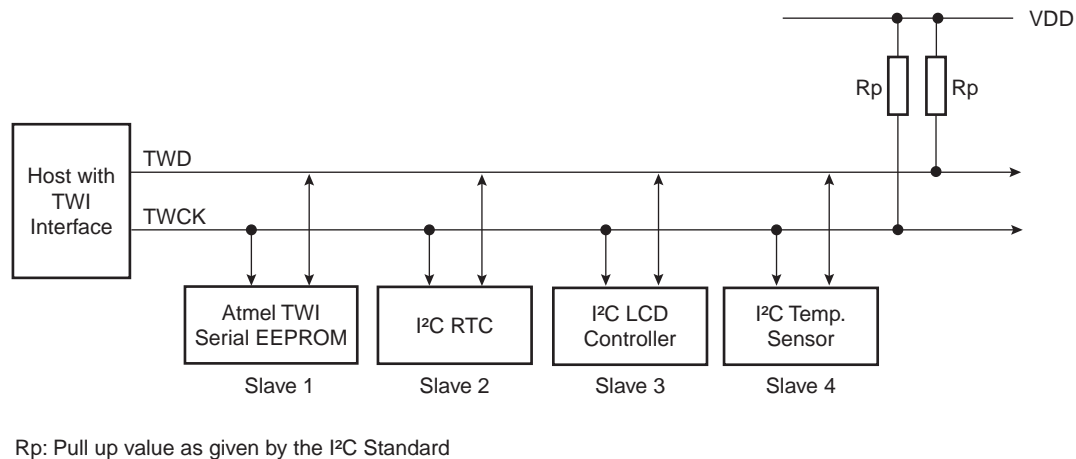 VDD
Rp
Rp
Host with
TWI
Interface
TWD
TWCK
Atmel TWI
Serial EEPROM
I²C RTC
I²C LCD
Controller
I²C Temp.
Sensor
Slave 1
Slave 2
Slave 3
Slave 4
Rp: Pull up value as given by the I²C Standard